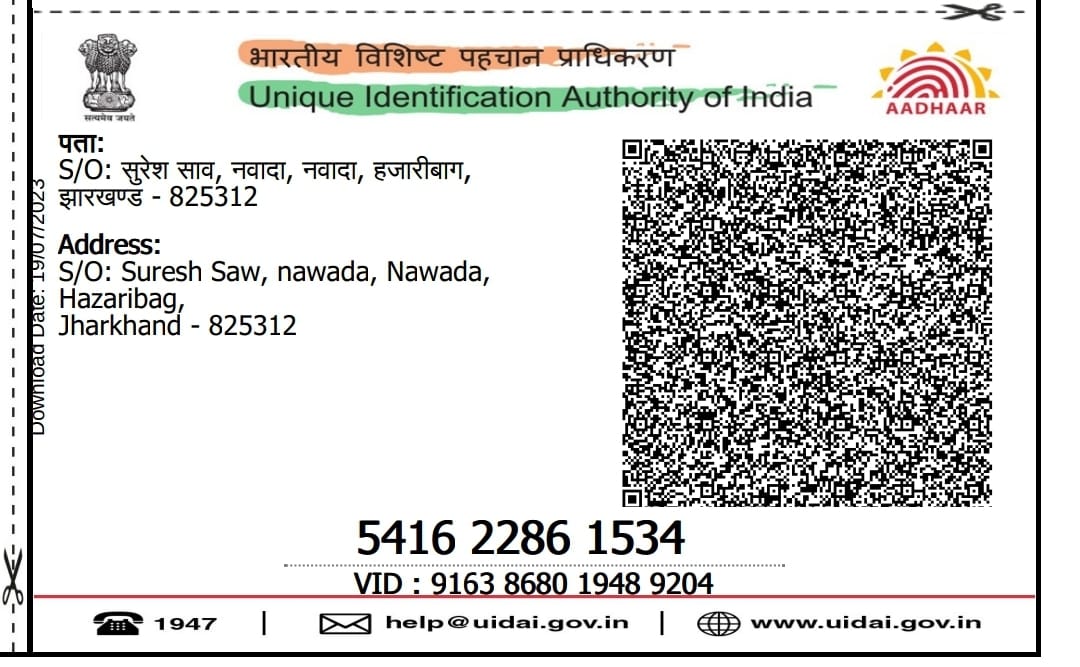 भारतीय विशिष्ट पहचान प्राधिकरण
Unique Identification Authority of India
सत्यमेव जयते
AADHAAR
पता:
S/O: सुरेश साव, नवादा, नवादा, हजारीबाग,
झारखण्ड - 825312
Address:
S/O: Suresh Saw, nawada, Nawada,
Hazaribag,
Jharkhand - 825312
Download Date: 19/07/2023
5416 2286 1534
VID : 9163 8680 1948 9204
1947 | help@uidai.gov.in | www.uidai.gov.in